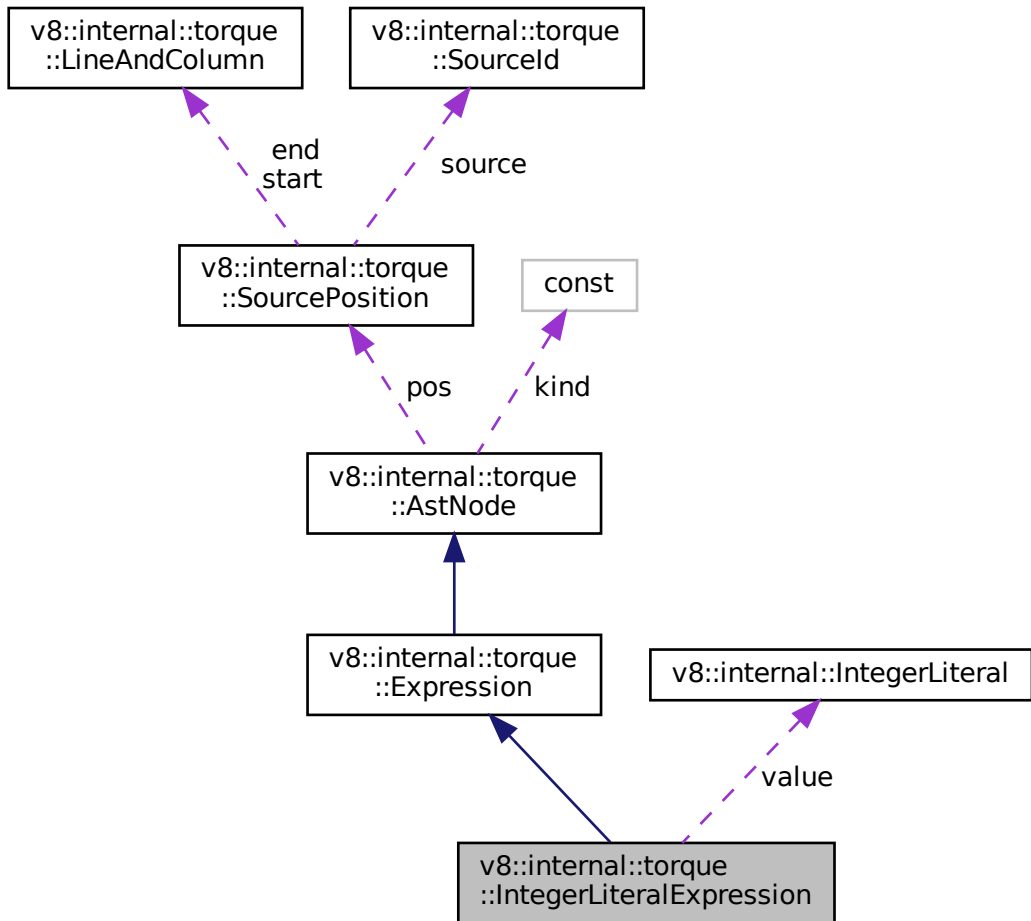 v8::internal::torque
::LineAndColumn
v8::internal::torque
::SourceId
end
start
source
v8::internal::torque
::SourcePosition
const
pos
kind
v8::internal::torque
::AstNode
v8::internal::torque
::Expression
v8::internal::IntegerLiteral
value
v8::internal::torque
::IntegerLiteralExpression